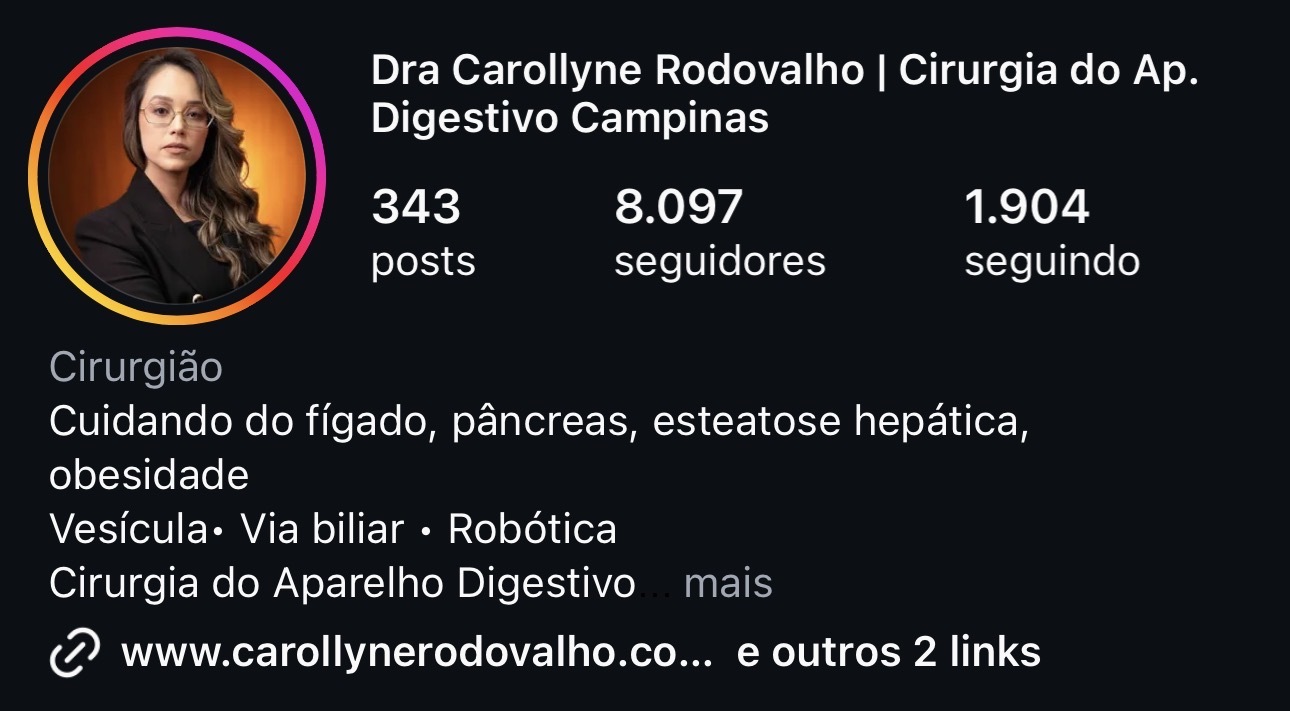 Dra Carollyne Rodovalho | Cirurgia do Ap.
Digestivo Campinas
343
8.097
1.904
posts
seguidores
seguindo
Cirurgião
Cuidando do fígado, pâncreas, esteatose hepática,
obesidade
Vesícula• Via biliar • Robótica
Cirurgia do Aparelho Digestivo... mais
www.carollynerodovalho.co... e outros 2 links